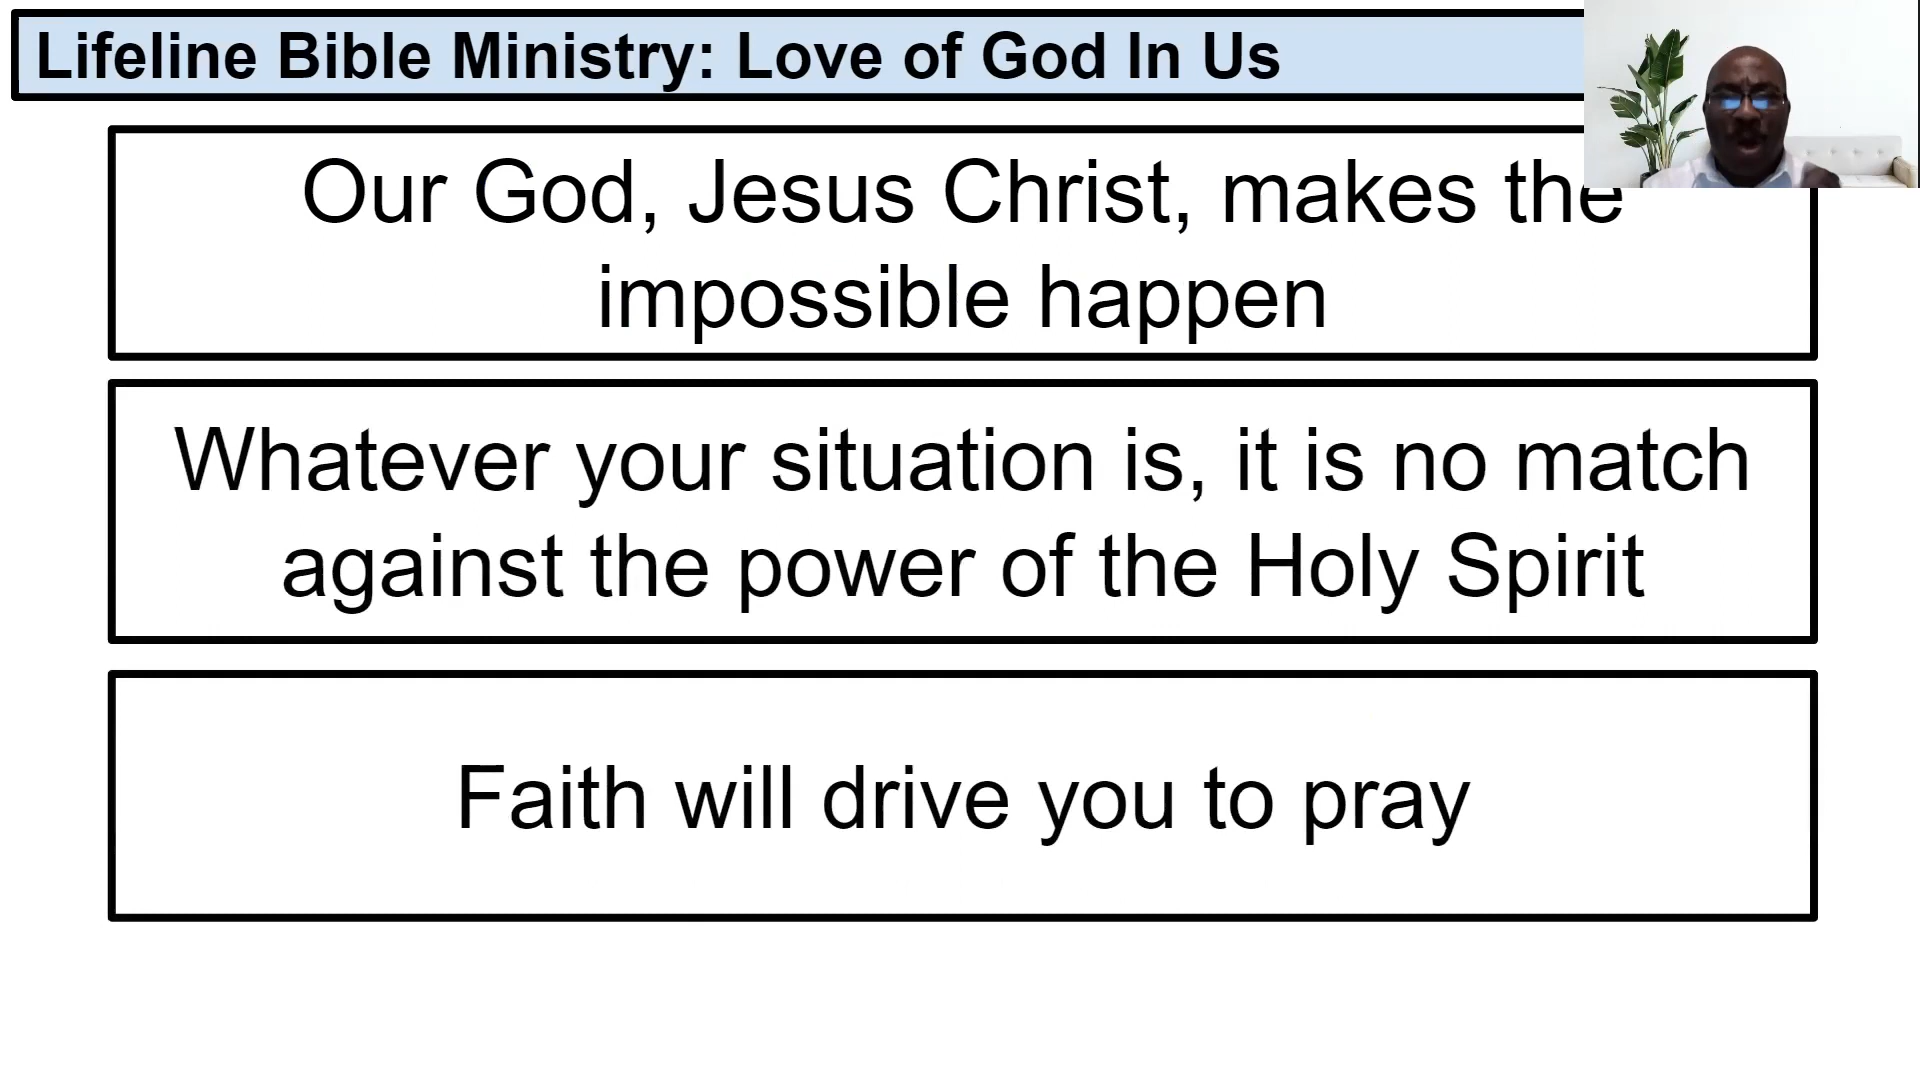 Lifeline Bible Ministry: Love of God In Us
Our God, Jesus Christ, makes the
impossible happen
Whatever your situation is, it is no match
against the power of the Holy Spirit
Faith will drive you to pray